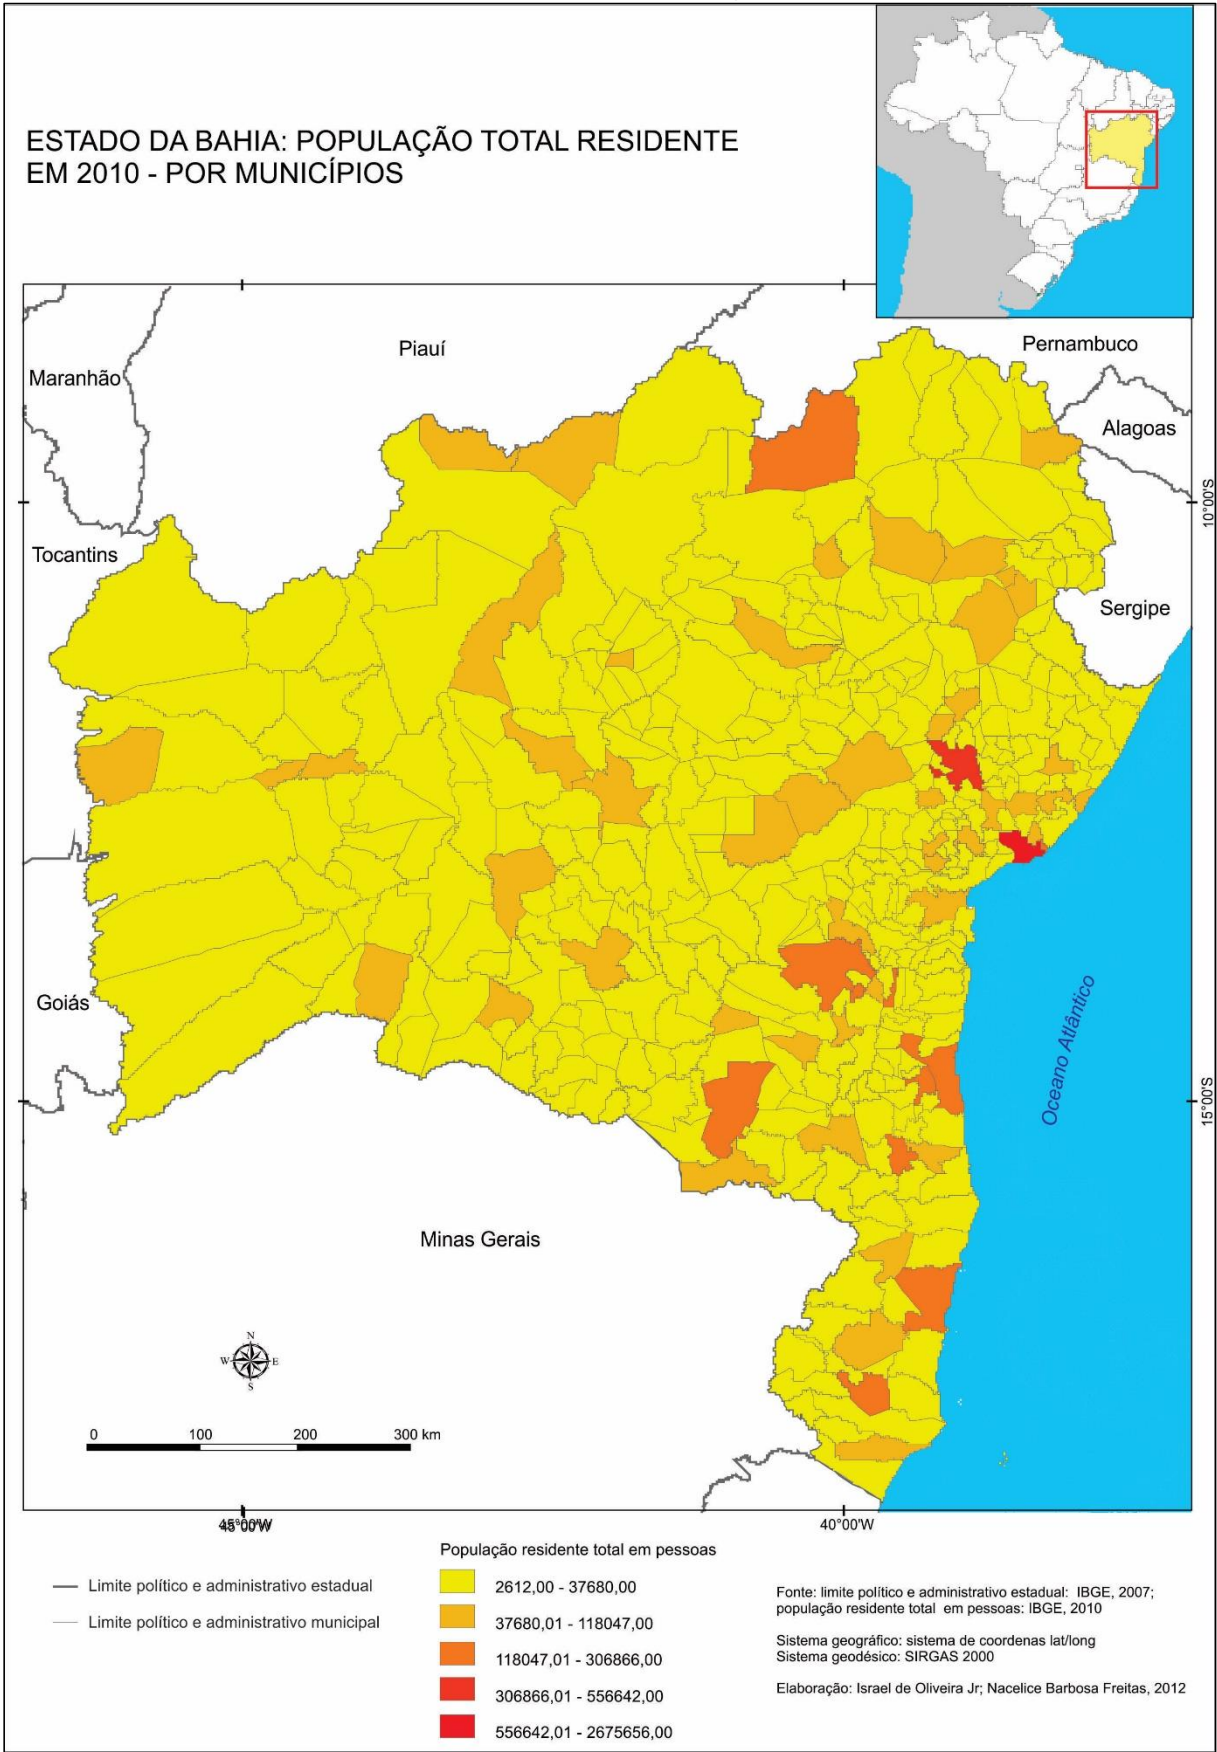 ESTADO DA BAHIA: POPULAÇÃO TOTAL RESIDENTE
EM 2010 - POR MUNICÍPIOS
Piauí
Pernambuco
Maranhão
Alagoas
10°00'S
Tocantins
Sergipe
Goiás
Oceano Atlântico
15°00'S
Minas Gerais
N
W E
S
0 100 200 300 km
45°00'W
40°00'W
População residente total em pessoas
Limite político e administrativo estadual
Limite político e administrativo municipal
2612,00 - 37680,00
37680,01 - 118047,00
118047,01 - 306866,00
306866,01 - 556642,00
556642,01 - 2675656,00
Fonte: limite político e administrativo estadual: IBGE, 2007;
população residente total em pessoas: IBGE, 2010
Sistema geográfico: sistema de coordenas lat/long
Sistema geodésico: SIRGAS 2000
Elaboração: Israel de Oliveira Jr; Nacelice Barbosa Freitas, 2012